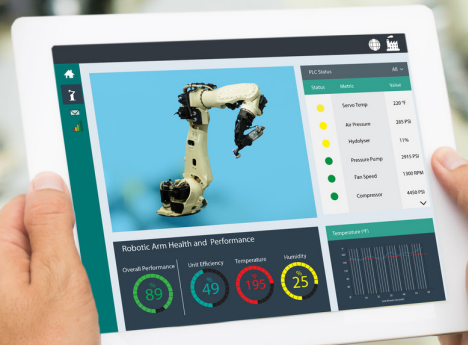 PLC Status All
Status Metric Value
Servo Temp 220 °F
Air Pressure 265 PSI
Hydolyser 17%
Pressure Pump 2915 PSI
Fan Speed 1300 RPM
Compressor 4450 PSI
Robotic Arm Health and Performance
Overall Performance Unit Efficiency Temperature Humidity
% % % %
89 49 195 25
Temperature (°F)